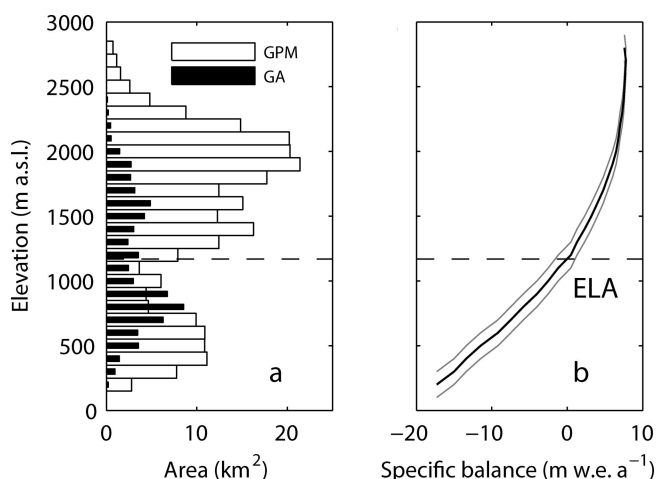 3000
2500
2000
1500
1000
500
0
Elevation (m a.s.l.)
GPM
GA
a
0 10 20
Area (km²)
ELA
b
−20 −10 0 10
Specific balance (m w.e. a⁻¹)